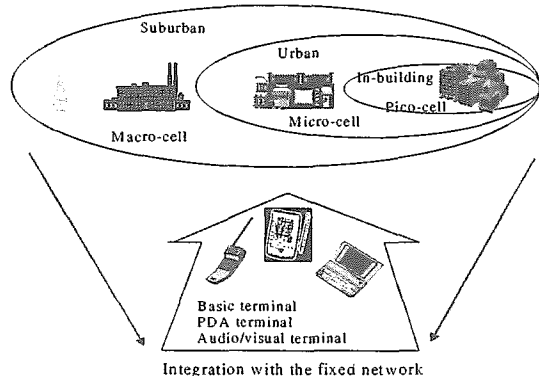 Suburban
Urban
In-building
Pico-cell
Micro-cell
Macro-cell
Basic terminal
PDA terminal
Audio/visual terminal
Integration with the fixed network